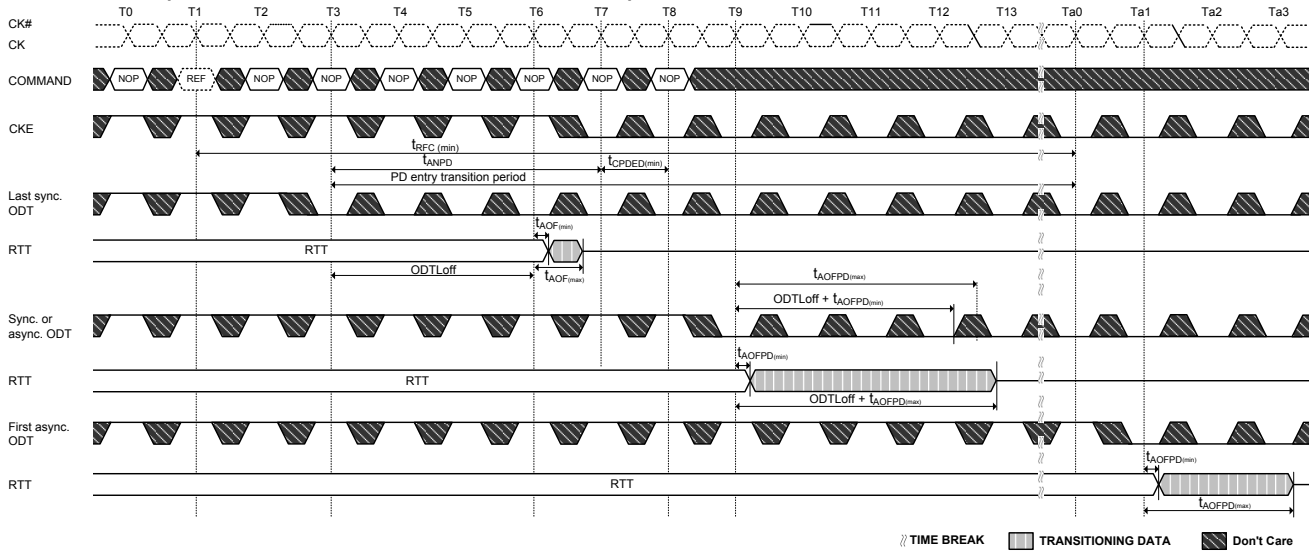 T0 T1 T2 T3 T4 T5 T6 T7 T8 T9 T10 T11 T12 T13 Ta0 Ta1 Ta2 Ta3
CK#
CK
COMMAND NOP REF NOP NOP NOP NOP NOP NOP NOP
CKE
tRFC (min)
tANPD tCPDED(min)
PD entry transition period
Last sync.
ODT
tAOF(min)
RTT RTT
ODTLoff tAOF(max)
tAOFPD(max)
ODTLoff + tAOFPD(min)
Sync. or
async. ODT
tAOFPD(min)
RTT RTT
ODTLoff + tAOFPD(max)
First async.
ODT
tAOFPD(min)
RTT RTT
tAOFPD(max)
TIME BREAK TRANSITIONING DATA Don't Care